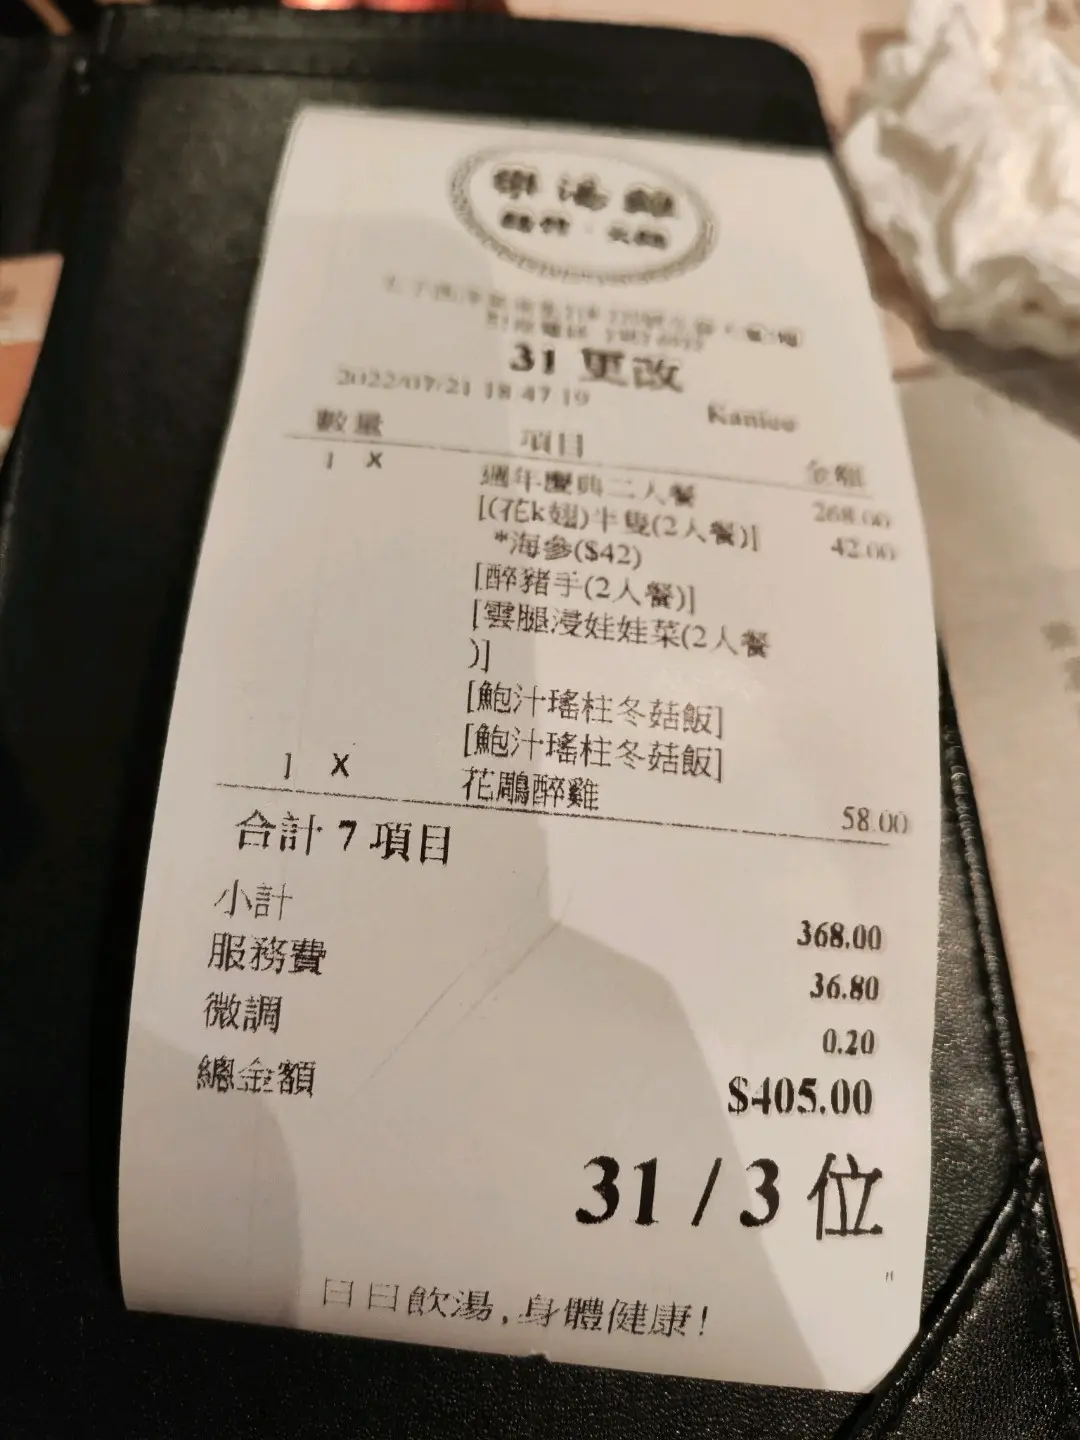 樂湯雞
31 更改
2022/07/21 18:47:19 Kanice
數量 項目 金額
1 X 週年慶典二人餐 268.00
[(花k翅)半隻(2人餐)]
*海參($42) 42.00
[醉豬手(2人餐)]
[雲腿浸娃娃菜(2人餐
)]
[鮑汁瑤柱冬菇飯]
[鮑汁瑤柱冬菇飯]
1 X 花鵰醉雞 58.00
合計 7 項目
小計 368.00
服務費 36.80
微調 0.20
總金額 $405.00
31 / 3 位
日日飲湯,身體健康!